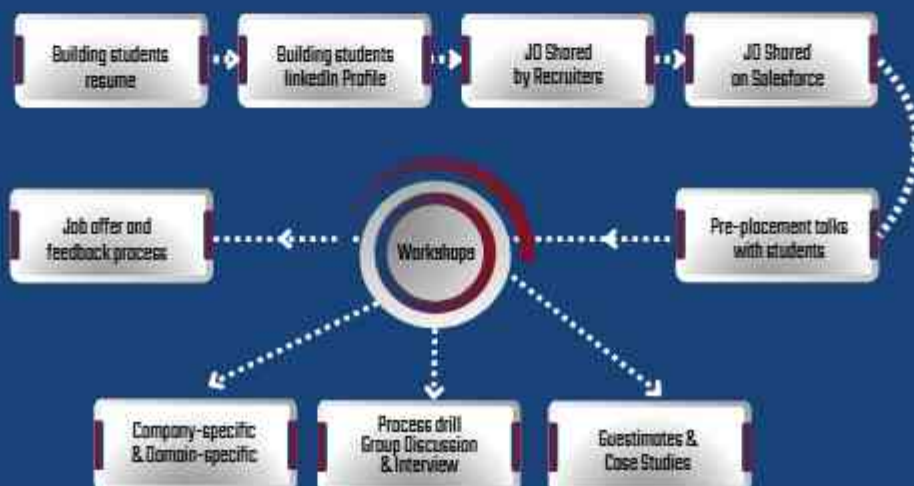 Building students
resume
Building students
linkedin Profile
JD Shared
by Recruiters
JD Shared
on Salesforce
Pre-placement talks
with students
Workshops
Job offer and
feedback process
Company-specific
& Domain-specific
Process drill
Group Discussion
& Interview
Guestimates &
Case Studies